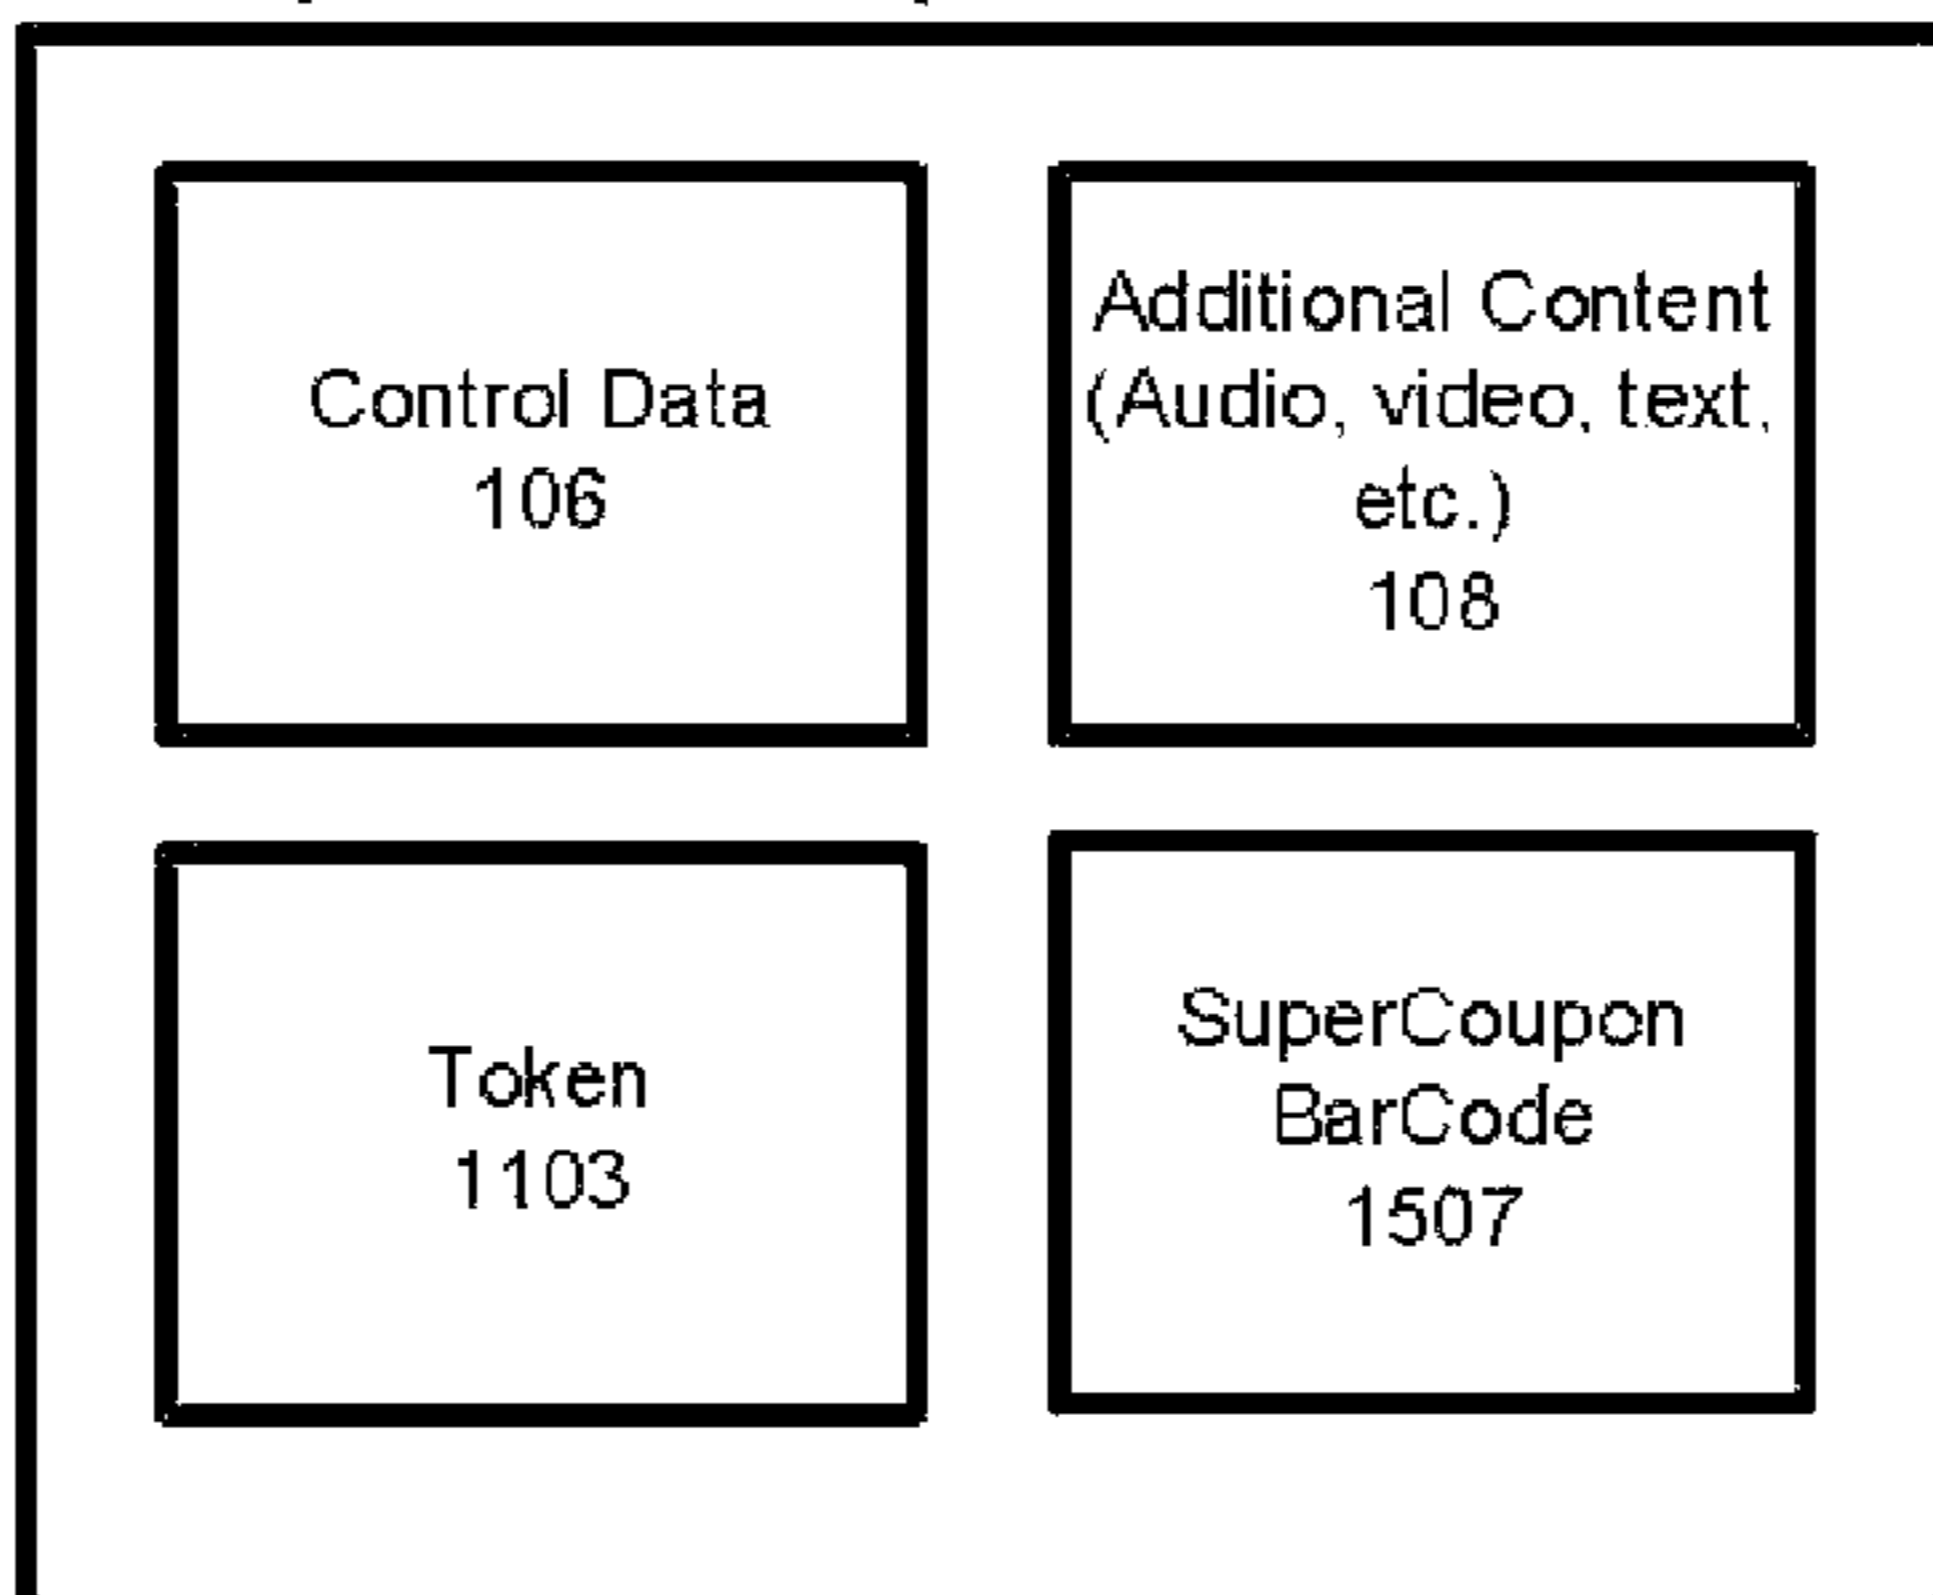 Control Data
106
Additional Content
(Audio, video, text,
etc.)
108
Token
1103
SuperCoupon
BarCode
1507